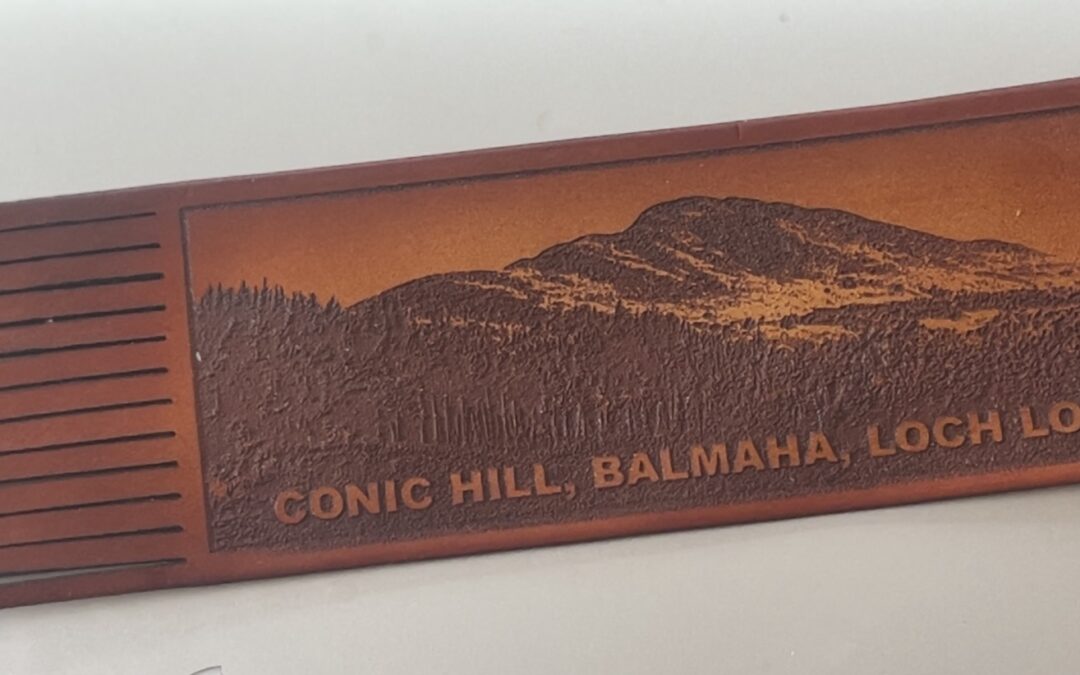 CONIC HILL, BALMAHA, LOCH LO